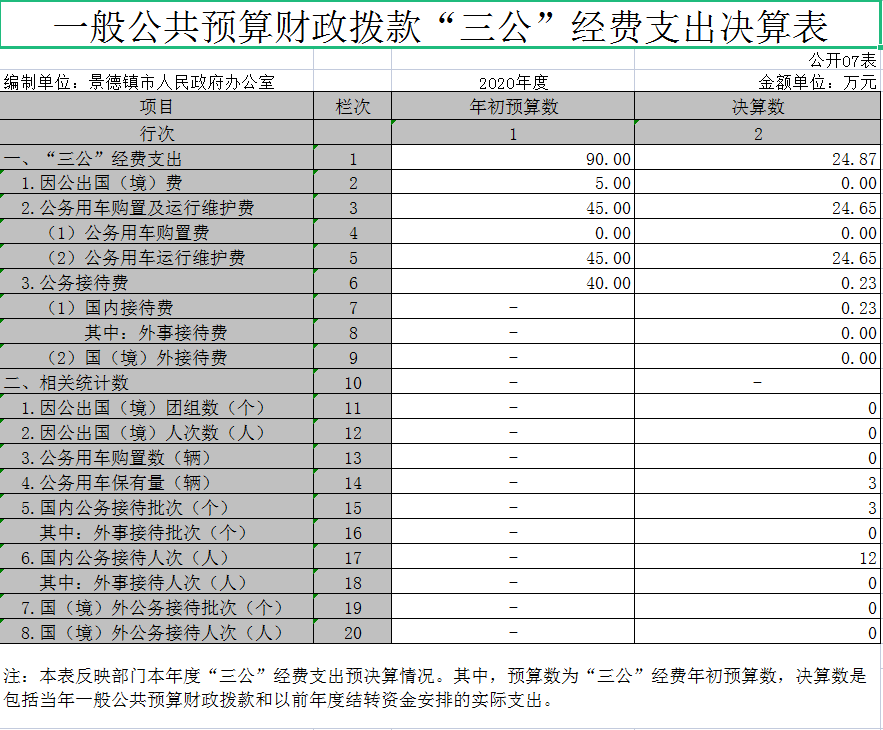 一般公共预算财政拨款“三公”经费支出决算表
公开07表
编制单位：景德镇市人民政府办公室 2020年度 金额单位：万元
项目 栏次 年初预算数 决算数
行次 1 2
一、“三公”经费支出 1 90.00 24.87
1.因公出国（境）费 2 5.00 0.00
2.公务用车购置及运行维护费 3 45.00 24.65
（1）公务用车购置费 4 0.00 0.00
（2）公务用车运行维护费 5 45.00 24.65
3.公务接待费 6 40.00 0.23
（1）国内接待费 7 － 0.23
其中：外事接待费 8 － 0.00
（2）国（境）外接待费 9 － 0.00
二、相关统计数 10 － －
1.因公出国（境）团组数（个） 11 － 0
2.因公出国（境）人次数（人） 12 － 0
3.公务用车购置数（辆） 13 － 0
4.公务用车保有量（辆） 14 － 3
5.国内公务接待批次（个） 15 － 3
其中：外事接待批次（个） 16 － 0
6.国内公务接待人次（人） 17 － 12
其中：外事接待人次（人） 18 － 0
7.国（境）外公务接待批次（个） 19 － 0
8.国（境）外公务接待人次（人） 20 － 0
注：本表反映部门本年度“三公”经费支出预决算情况。其中，预算数为“三公”经费年初预算数，决算数是
包括当年一般公共预算财政拨款和以前年度结转资金安排的实际支出。